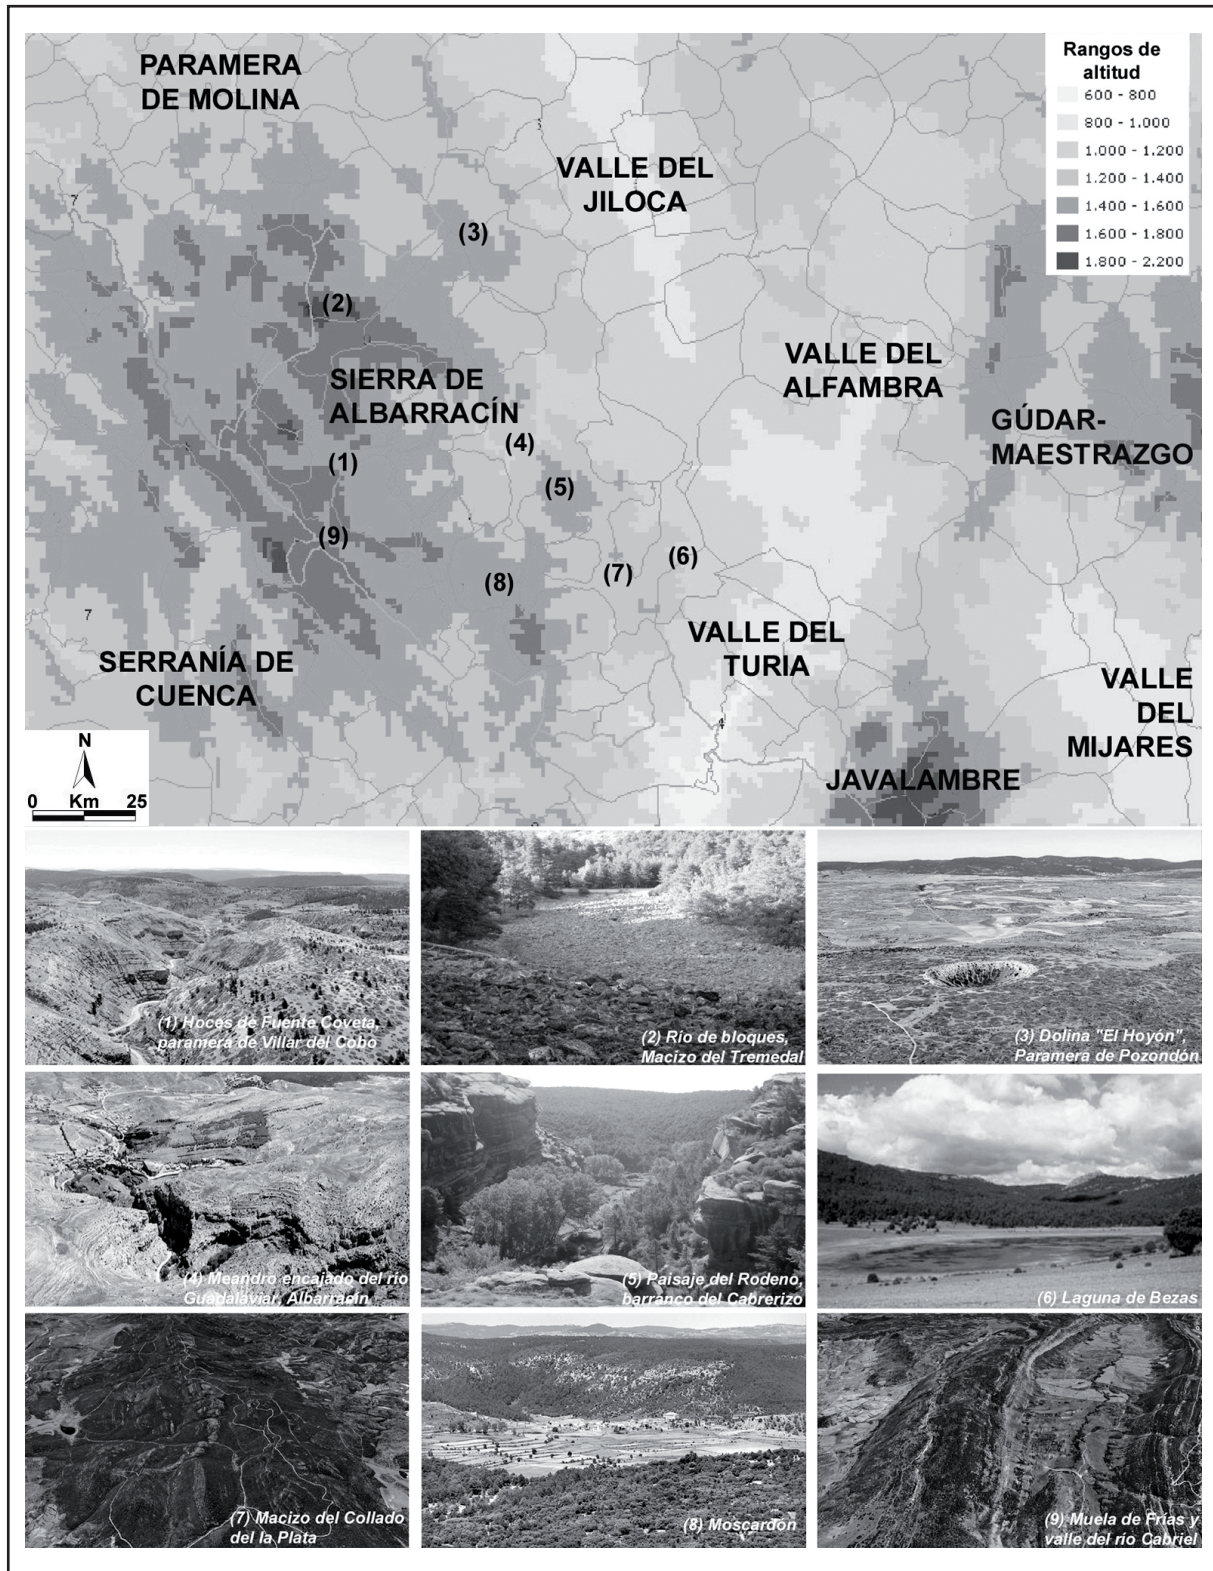 PARAMERA
DE MOLINA
Rangos de
altitud
600 - 800
800 - 1.000
1.000 - 1.200
1.200 - 1.400
1.400 - 1.600
1.600 - 1.800
1.800 - 2.200
VALLE DEL
JILOCA
7
(3)
(2)
SIERRA DE
ALBARRACÍN
VALLE DEL
ALFAMBRA
GÚDAR-
MAESTRAZGO
(4)
(1)
(5)
(9)
(6)
(7)
(8)
7
VALLE DEL
TURIA
SERRANÍA DE
CUENCA
VALLE
DEL
MIJARES
4
JAVALAMBRE
N
0 Km 25
(1) Hoces de Fuente Coveta,
paramera de Villar del Cobo
(2) Río de bloques,
Macizo del Tremedal
(3) Dolina "El Hoyón",
Paramera de Pozondón
(4) Meandro encajado del río
Guadalaviar, Albarracín
(5) Paisaje del Rodeno,
barranco del Cabrerizo
(6) Laguna de Bezas
(7) Macizo del Collado
del la Plata
(8) Moscardón
(9) Muela de Frías y
valle del río Cabriel